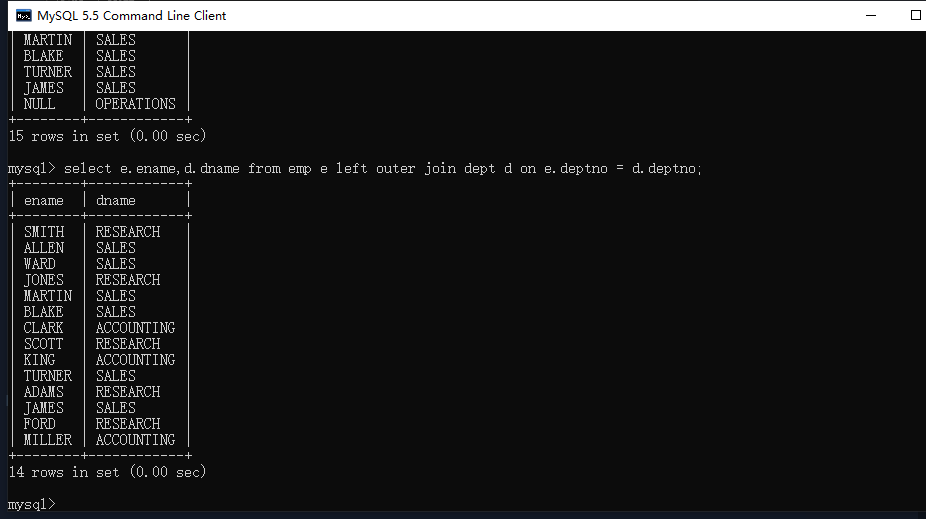 MySQL 5.5 Command Line Client
| MARTIN | SALES      |
| BLAKE  | SALES      |
| TURNER | SALES      |
| JAMES  | SALES      |
| NULL   | OPERATIONS |
+--------+------------+
15 rows in set (0.00 sec)
mysql> select e.ename,d.dname from emp e left outer join dept d on e.deptno = d.deptno;
+--------+------------+
| ename  | dname      |
+--------+------------+
| SMITH  | RESEARCH   |
| ALLEN  | SALES      |
| WARD   | SALES      |
| JONES  | RESEARCH   |
| MARTIN | SALES      |
| BLAKE  | SALES      |
| CLARK  | ACCOUNTING |
| SCOTT  | RESEARCH   |
| KING   | ACCOUNTING |
| TURNER | SALES      |
| ADAMS  | RESEARCH   |
| JAMES  | SALES      |
| FORD   | RESEARCH   |
| MILLER | ACCOUNTING |
+--------+------------+
14 rows in set (0.00 sec)
mysql>